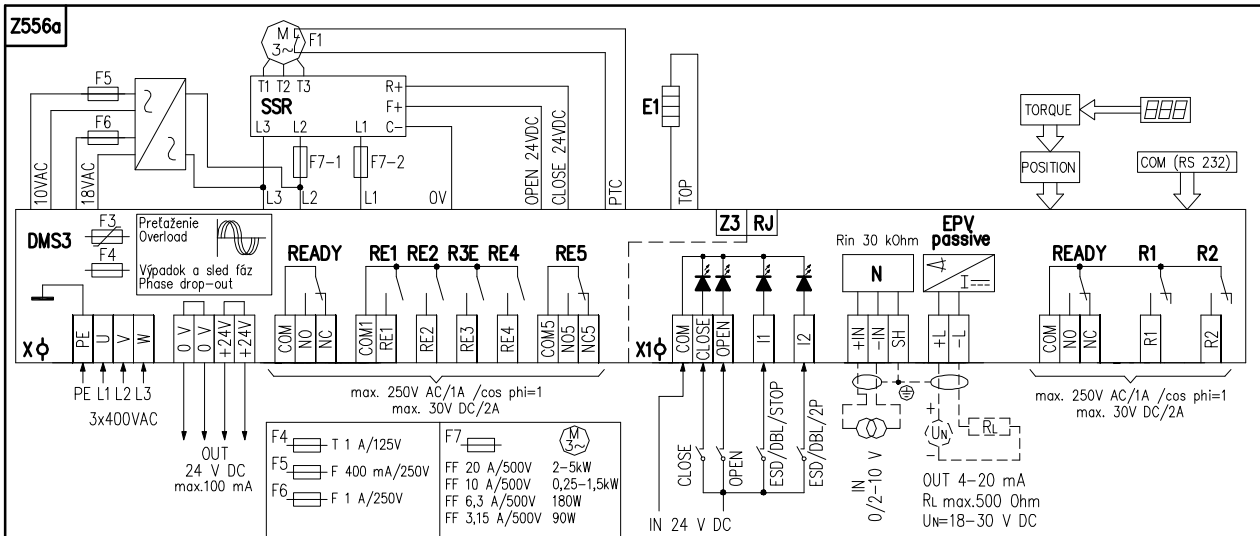 Z556a
M
3~
F1
F5
T1 T2 T3
SSR
R+
F+
C-
L3 L2 L1
F6
F7-1
F7-2
10VAC
18VAC
L3
L2
L1
0V
OPEN 24VDC
CLOSE 24VDC
PTC
E1
TOP
TORQUE
POSITION
COM (RS 232)
DMS3
F3
F4
Preťaženie
Overload
Výpadok a sled fáz
Phase drop-out
READY
RE1 RE2 R3E RE4
RE5
Z3 RJ
Rin 30 kOhm
N
EPV
passive
READY
R1
R2
X
PE
U
V
W
0 V
0 V
+24V
+24V
COM
NO
NC
COM1
RE1
RE2
RE3
RE4
COM5
NO5
NC5
X1
COM
CLOSE
OPEN
I1
I2
+IN
-IN
SH
+L
-L
COM
NO
NC
R1
R2
PE L1 L2 L3
3x400VAC
OUT
24 V DC
max.100 mA
max. 250V AC/1A /cos phi=1
max. 30V DC/2A
F4 T 1 A/125V
F5 F 400 mA/250V
F6 F 1 A/250V
F7
M
3~
FF 20 A/500V 2-5kW
FF 10 A/500V 0,25-1,5kW
FF 6,3 A/500V 180W
FF 3,15 A/500V 90W
CLOSE
OPEN
ESD/DBL/STOP
ESD/DBL/2P
IN 24 V DC
IN
0/2-10 V
+
UN
-
RL
OUT 4-20 mA
RL max.500 Ohm
UN=18-30 V DC
max. 250V AC/1A /cos phi=1
max. 30V DC/2A